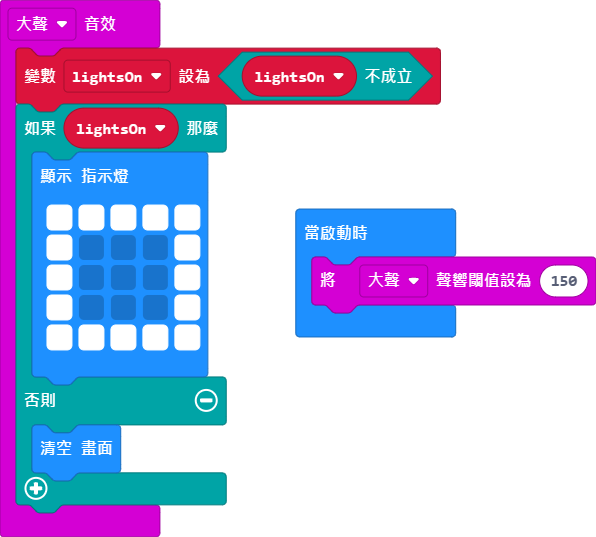 大聲 音效
變數 lightsOn 設為 lightsOn 不成立
如果 lightsOn 那麼
顯示 指示燈
否則
清空 畫面
當啟動時
將 大聲 聲響閾值設為 150